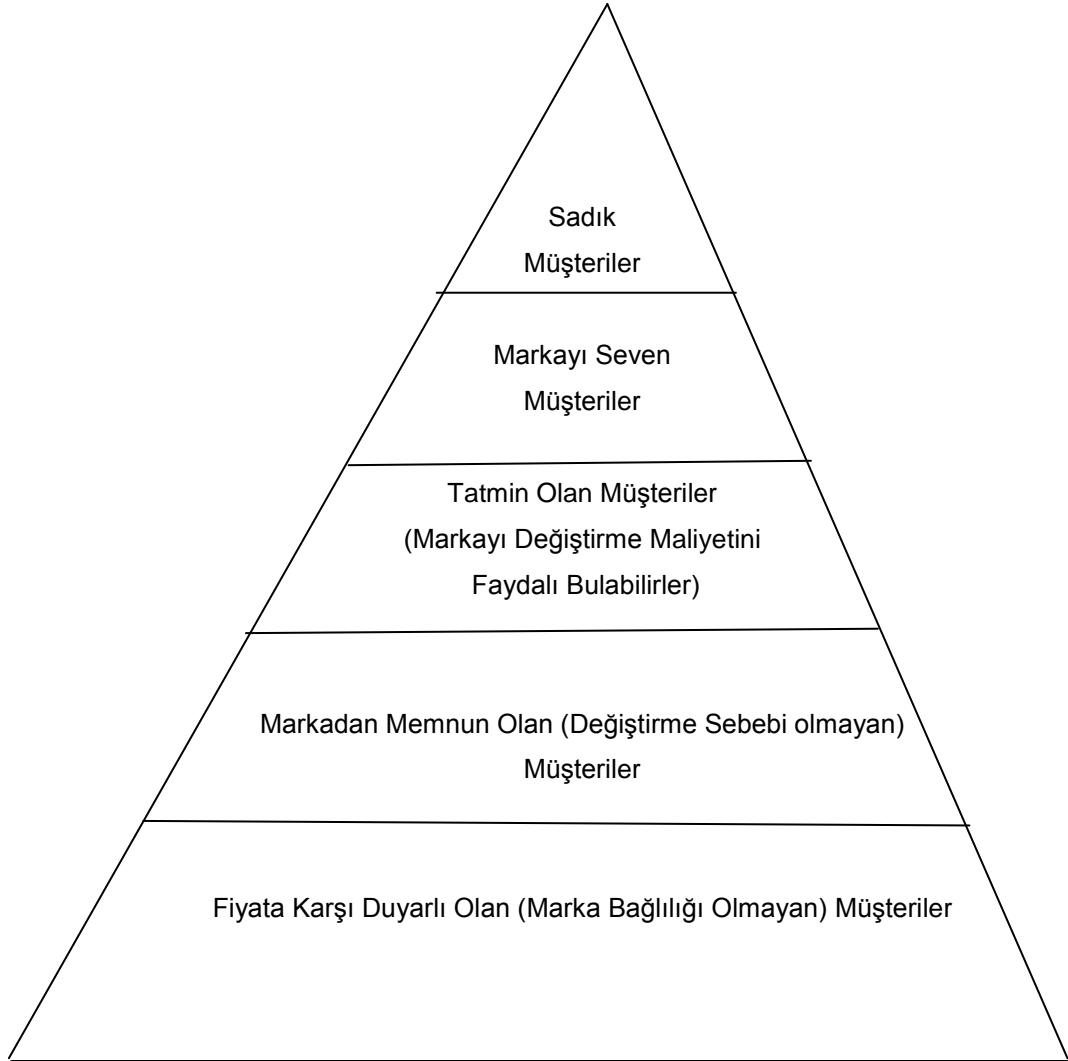 Sadık
Müşteriler
Markayı Seven
Müşteriler
Tatmin Olan Müşteriler
(Markayı Değiştirme Maliyetini
Faydalı Bulabilirler)
Markadan Memnun Olan (Değiştirme Sebebi olmayan)
Müşteriler
Fiyata Karşı Duyarlı Olan (Marka Bağlılığı Olmayan) Müşteriler